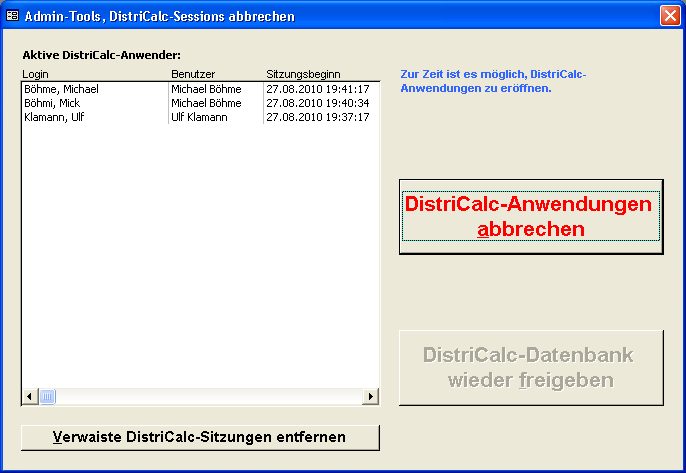 Admin-Tools, DistriCalc-Sessions abbrechen
Aktive DistriCalc-Anwender:
Login Benutzer Sitzungsbeginn
Böhme, Michael Michael Böhme 27.08.2010 19:41:17
Böhmi, Mick Michael Böhme 27.08.2010 19:40:34
Klamann, Ulf Ulf Klamann 27.08.2010 19:37:17
Verwaiste DistriCalc-Sitzungen entfernen
Zur Zeit ist es möglich, DistriCalc-
Anwendungen zu eröffnen.
DistriCalc-Anwendungen
abbrechen
DistriCalc-Datenbank
wieder freigeben